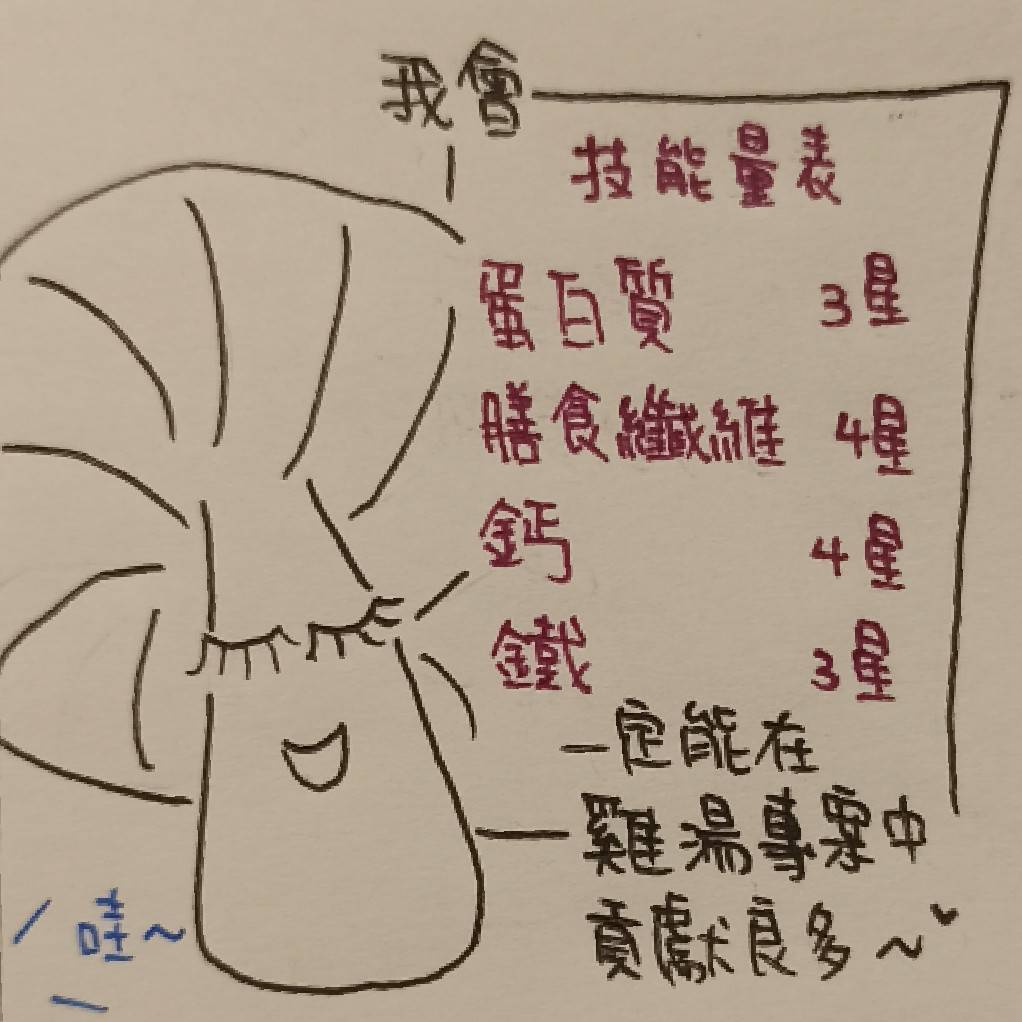 我會
技能量表
蛋白質 3星
膳食纖維 4星
鈣 4星
鐵 3星
一定能在
雞湯專案中
貢獻良多~
哇~